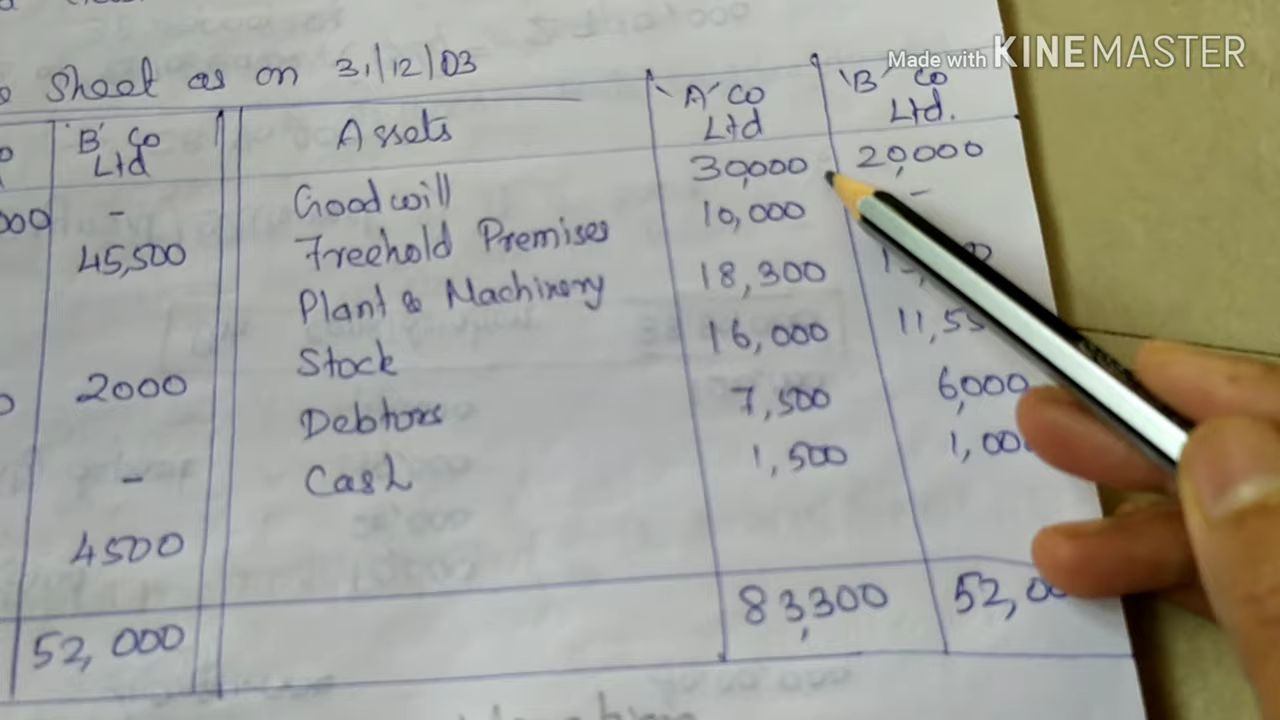 Made with KINEMASTER
Sheet as on 31/12/03
'B' Co Ltd Assets 'A' Co Ltd 'B' Co Ltd.
- Goodwill 30,000 20,000
45,500 Freehold Premises 10,000 -
Plant & Machinery 18,300
2000 Stock 16,000
Debtors 7,500 6,000
- Cash 1,500
4500
52,000 83,300